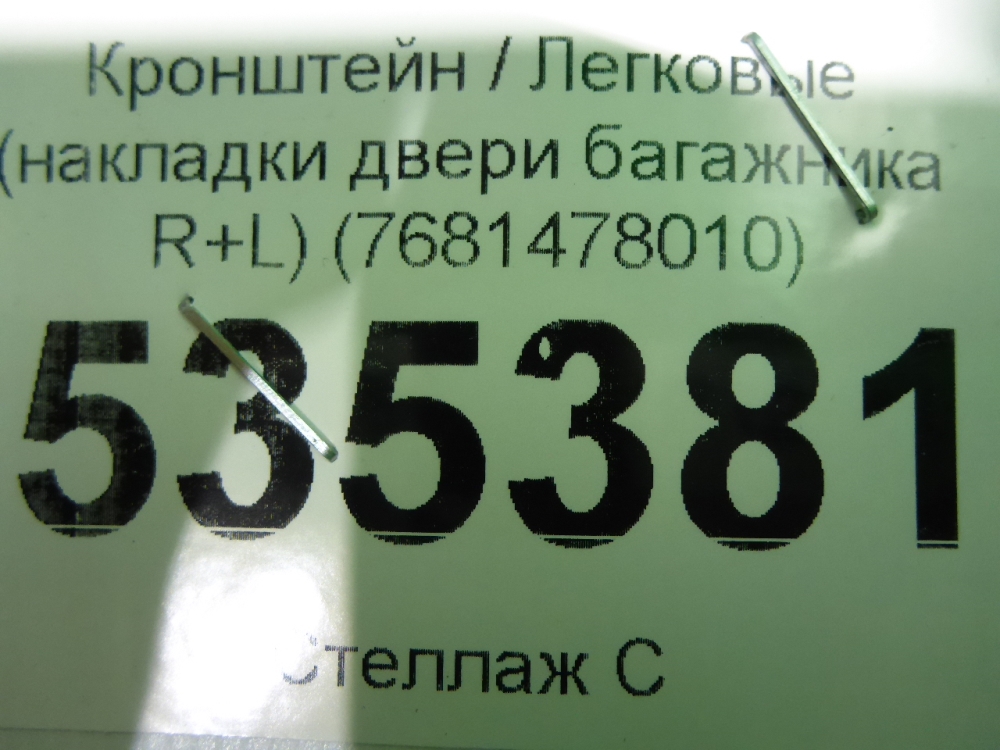 Кронштейн / Легковые
(накладки двери багажника
R+L) (7681478010)
535381
Стеллаж С